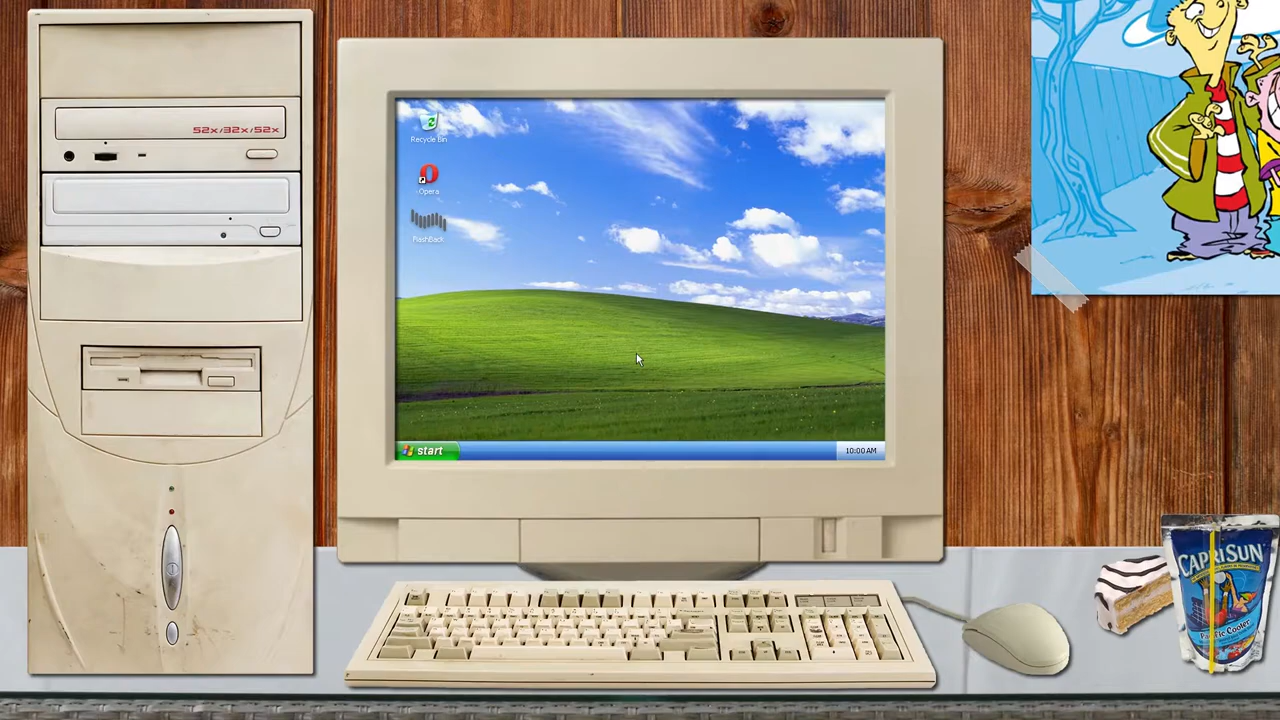 52x/32x/52x
Recycle Bin
Opera
FlashBack
start
10:00 AM
CAPRI SUN
Pacific Cooler